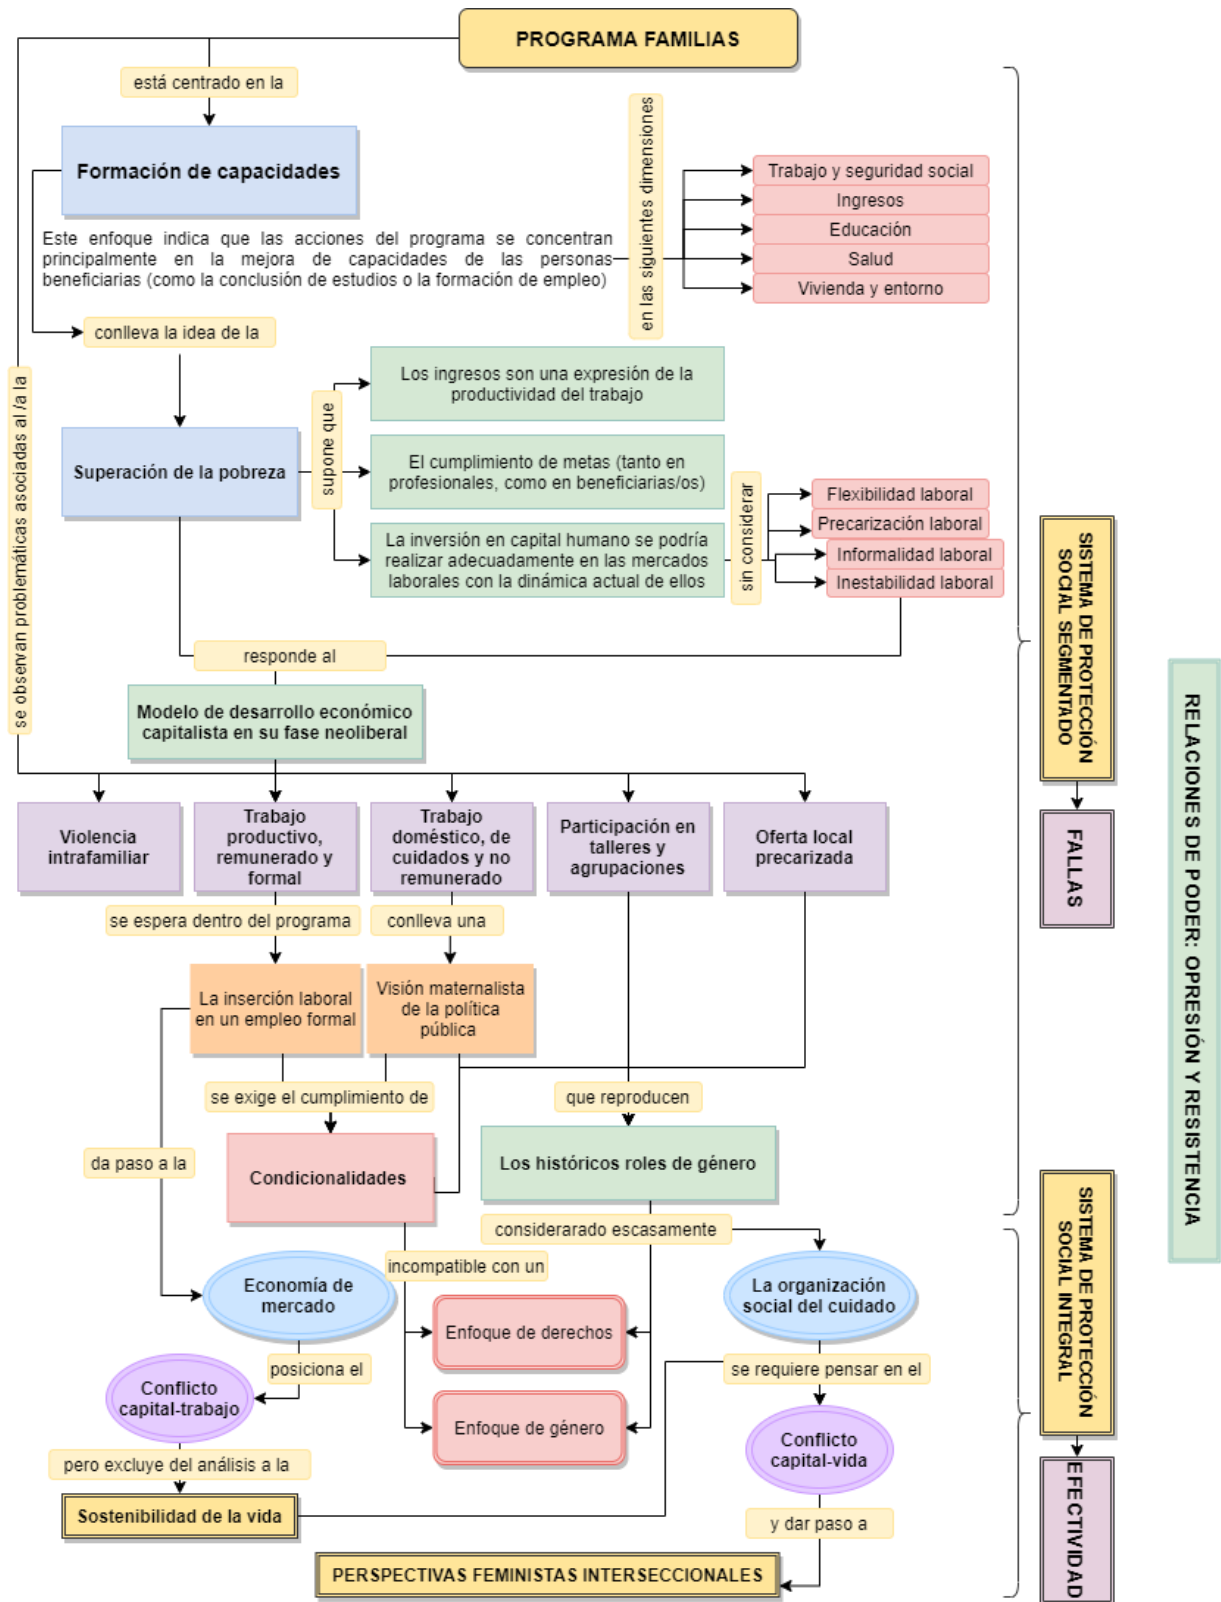 PROGRAMA FAMILIAS
está centrado en la
Formación de capacidades
Este enfoque indica que las acciones del programa se concentran
principalmente en la mejora de capacidades de las personas
beneficiarias (como la conclusión de estudios o la formación de empleo)
en las siguientes dimensiones
Trabajo y seguridad social
Ingresos
Educación
Salud
Vivienda y entorno
conlleva la idea de la
Superación de la pobreza
supone que
Los ingresos son una expresión de la
productividad del trabajo
El cumplimiento de metas (tanto en
profesionales, como en beneficiarias/os)
La inversión en capital humano se podría
realizar adecuadamente en las mercados
laborales con la dinámica actual de ellos
sin considerar
Flexibilidad laboral
Precarización laboral
Informalidad laboral
Inestabilidad laboral
responde al
Modelo de desarrollo económico
capitalista en su fase neoliberal
se observan problemáticas asociadas al /a la
Violencia
intrafamiliar
Trabajo
productivo,
remunerado y
formal
Trabajo
doméstico, de
cuidados y no
remunerado
Participación en
talleres y
agrupaciones
Oferta local
precarizada
se espera dentro del programa
conlleva una
La inserción laboral
en un empleo formal
Visión maternalista
de la política
pública
se exige el cumplimiento de
que reproducen
da paso a la
Condicionalidades
Los históricos roles de género
considerarado escasamente
incompatible con un
Economía de
mercado
La organización
social del cuidado
Enfoque de derechos
posiciona el
se requiere pensar en el
Conflicto
capital-trabajo
Enfoque de género
Conflicto
capital-vida
pero excluye del análisis a la
Sostenibilidad de la vida
y dar paso a
PERSPECTIVAS FEMINISTAS INTERSECCIONALES
SISTEMA DE PROTECCIÓN
SOCIAL SEGMENTADO
FALLAS
SISTEMA DE PROTECCIÓN
SOCIAL INTEGRAL
EFECTIVIDAD
RELACIONES DE PODER: OPRESIÓN Y RESISTENCIA